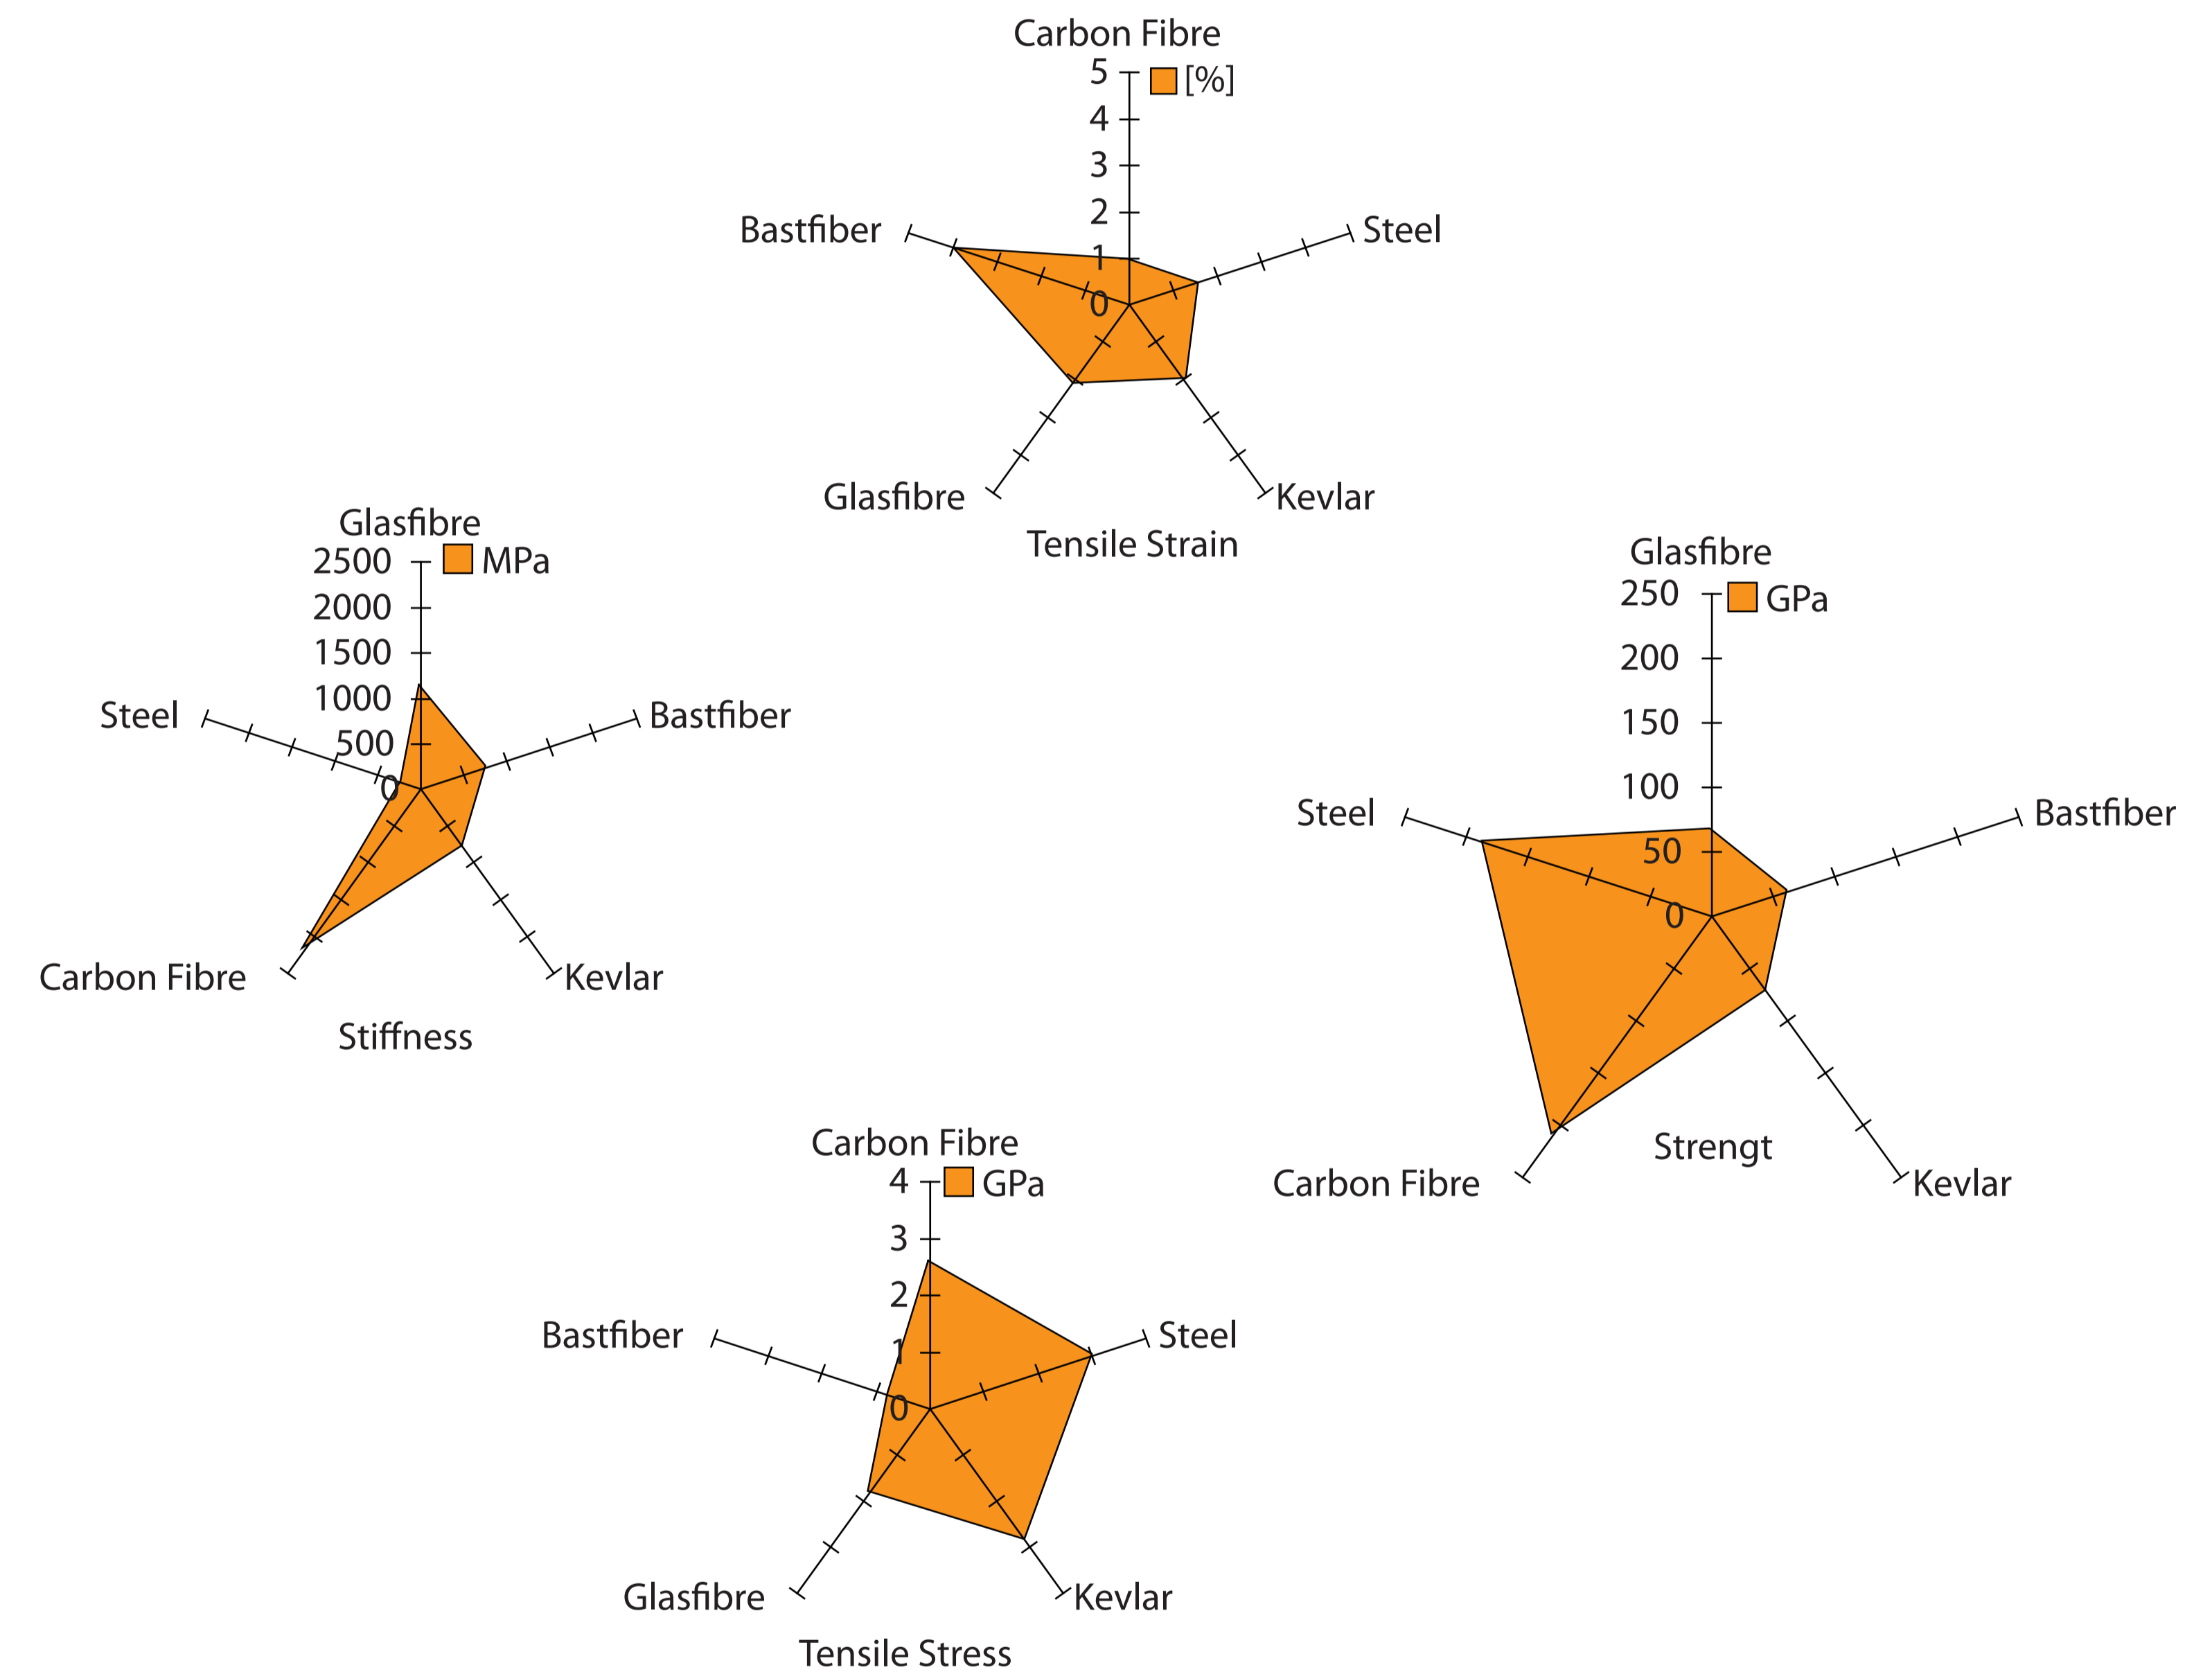 Carbon Fibre
5
[%]
4
3
2
1
0
Bastfiber
Steel
Glasfibre
Kevlar
Tensile Strain
Glasfibre
2500
MPa
2000
1500
1000
500
0
Steel
Bastfiber
Carbon Fibre
Kevlar
Stiffness
Glasfibre
250
GPa
200
150
100
50
0
Steel
Bastfiber
Carbon Fibre
Kevlar
Strengt
Carbon Fibre
4
GPa
3
2
1
0
Bastfiber
Steel
Glasfibre
Kevlar
Tensile Stress